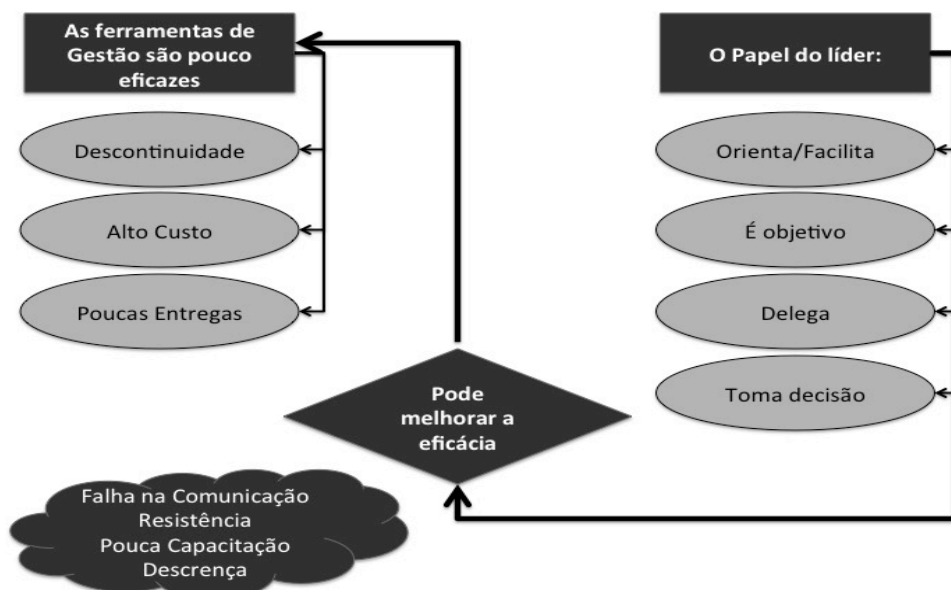 As ferramentas de
Gestão são pouco
eficazes
Descontinuidade
Alto Custo
Poucas Entregas
O Papel do líder:
Orienta/Facilita
É objetivo
Delega
Toma decisão
Pode
melhorar a
eficácia
Falha na Comunicação
Resistência
Pouca Capacitação
Descrença